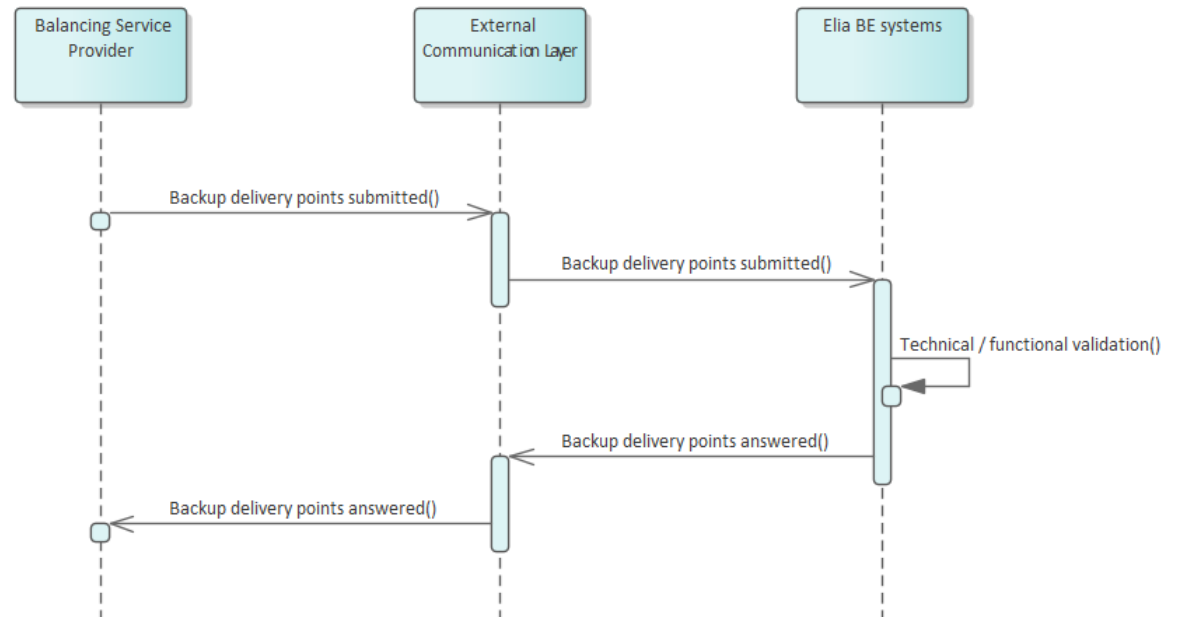 Balancing Service
Provider
External
Communication Layer
Elia BE systems
Backup delivery points submitted()
Backup delivery points submitted()
Technical / functional validation()
Backup delivery points answered()
Backup delivery points answered()